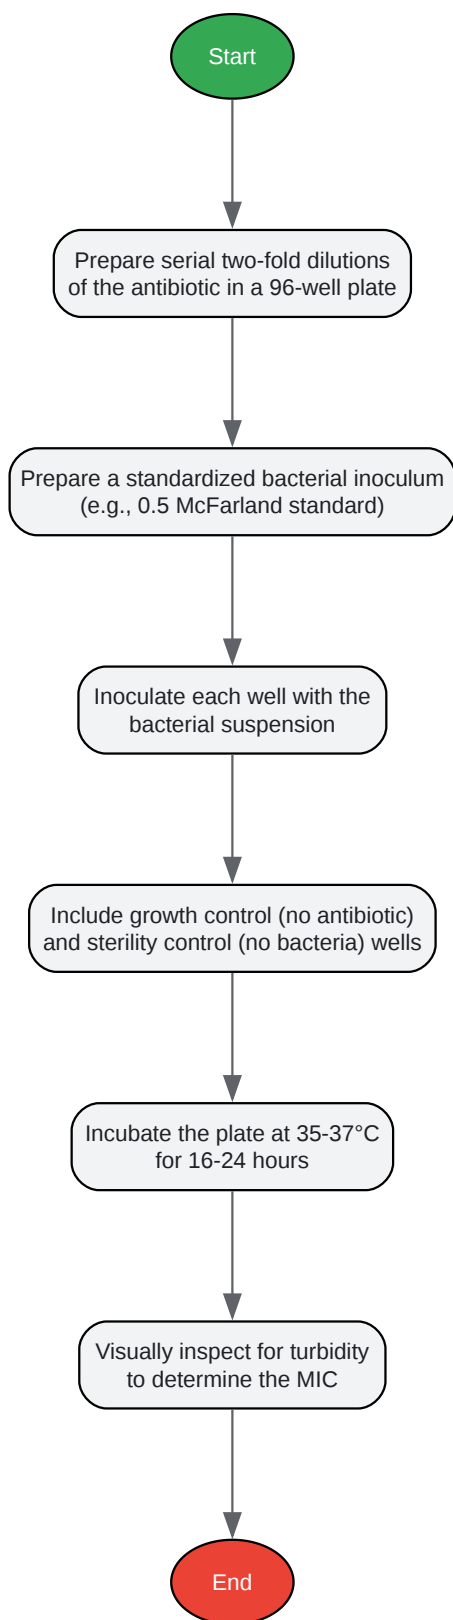 Start
Prepare serial two-fold dilutions
of the antibiotic in a 96-well plate
Prepare a standardized bacterial inoculum
(e.g., 0.5 McFarland standard)
Inoculate each well with the
bacterial suspension
Include growth control (no antibiotic)
and sterility control (no bacteria) wells
Incubate the plate at 35-37°C
for 16-24 hours
Visually inspect for turbidity
to determine the MIC
End